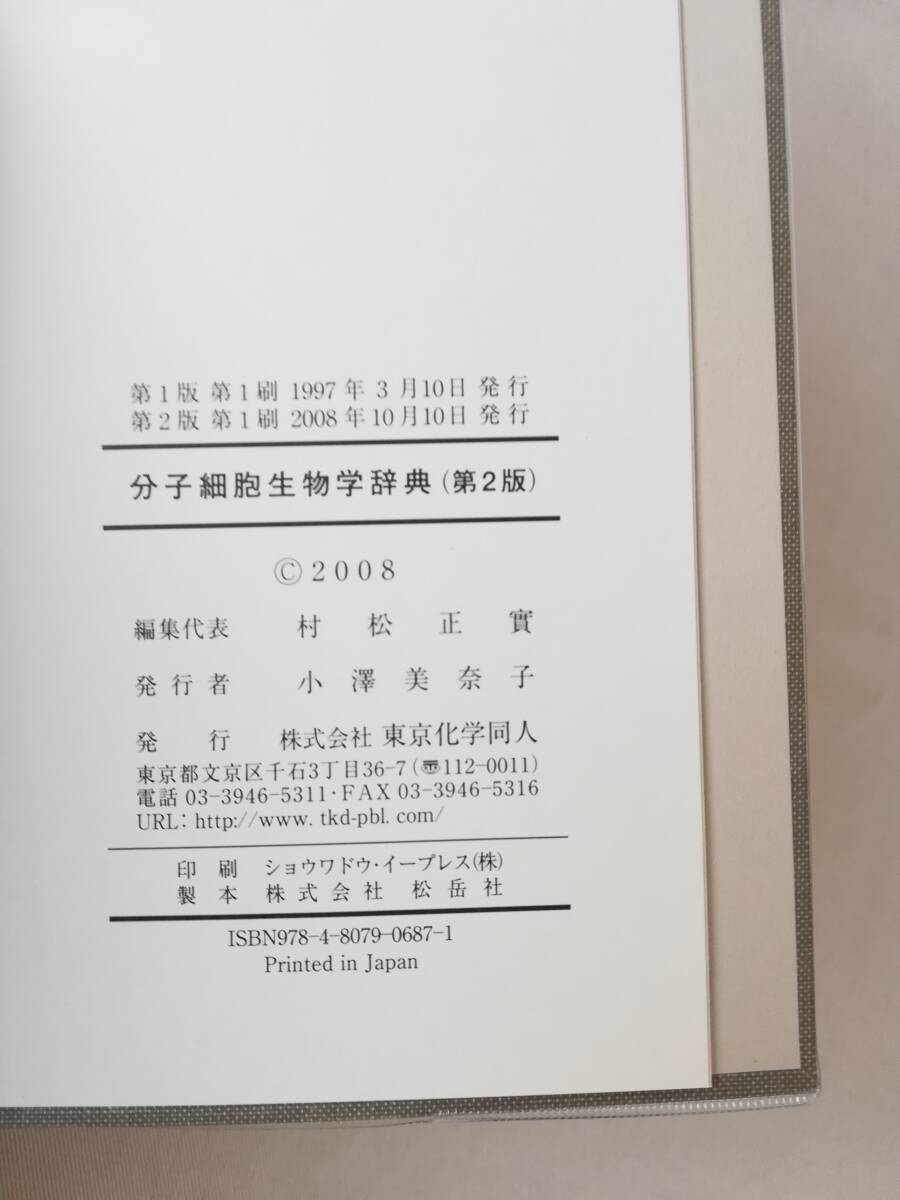 第1版 第1刷 1997年 3月10日 発行
第2版 第1刷 2008年10月10日 発行
分子細胞生物学辞典(第2版)
©2008
編集代表 村松正實
発行者 小澤美奈子
発行 株式会社 東京化学同人
東京都文京区千石3丁目36-7(〠112-0011)
電話 03-3946-5311・FAX 03-3946-5316
URL: http://www.tkd-pbl.com/
印刷 ショウワドウ・イープレス(株)
製本 株式会社 松岳社
ISBN978-4-8079-0687-1
Printed in Japan